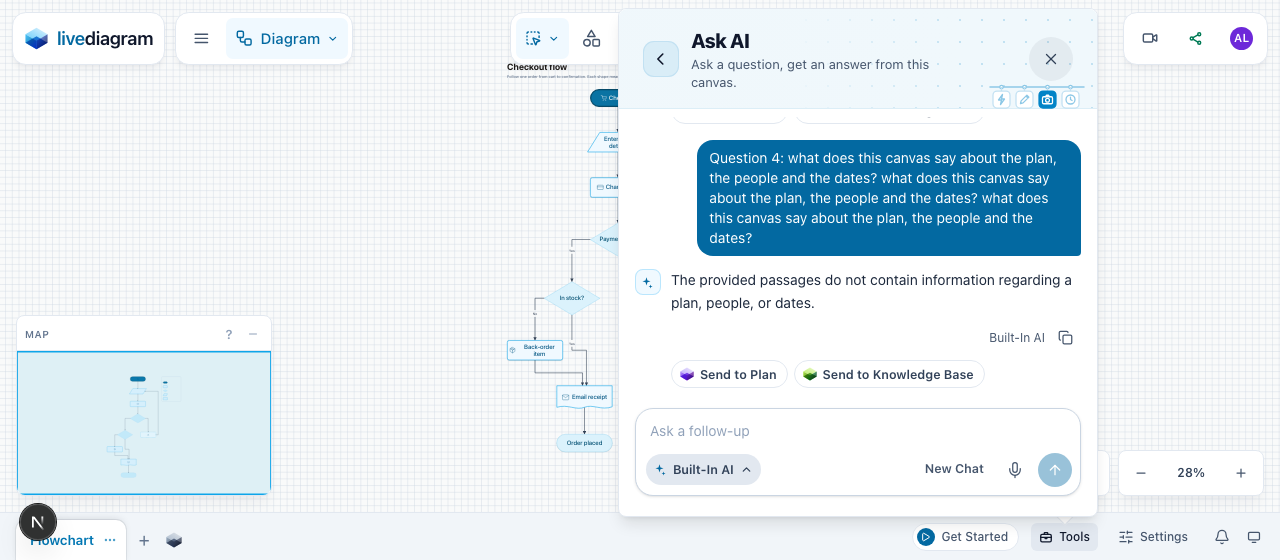 livediagram
Diagram
AL
Checkout flow
In stock?
Back-order
item
Email receipt
Order placed
MAP
?
Flowchart
Ask AI
Ask a question, get an answer from this
canvas.
Question 4: what does this canvas say about the plan,
the people and the dates? what does this canvas say
about the plan, the people and the dates? what does
this canvas say about the plan, the people and the
dates?
The provided passages do not contain information regarding a
plan, people, or dates.
Built-In AI
Send to Plan
Send to Knowledge Base
Ask a follow-up
Built-In AI
New Chat
28%
Get Started
Tools
Settings